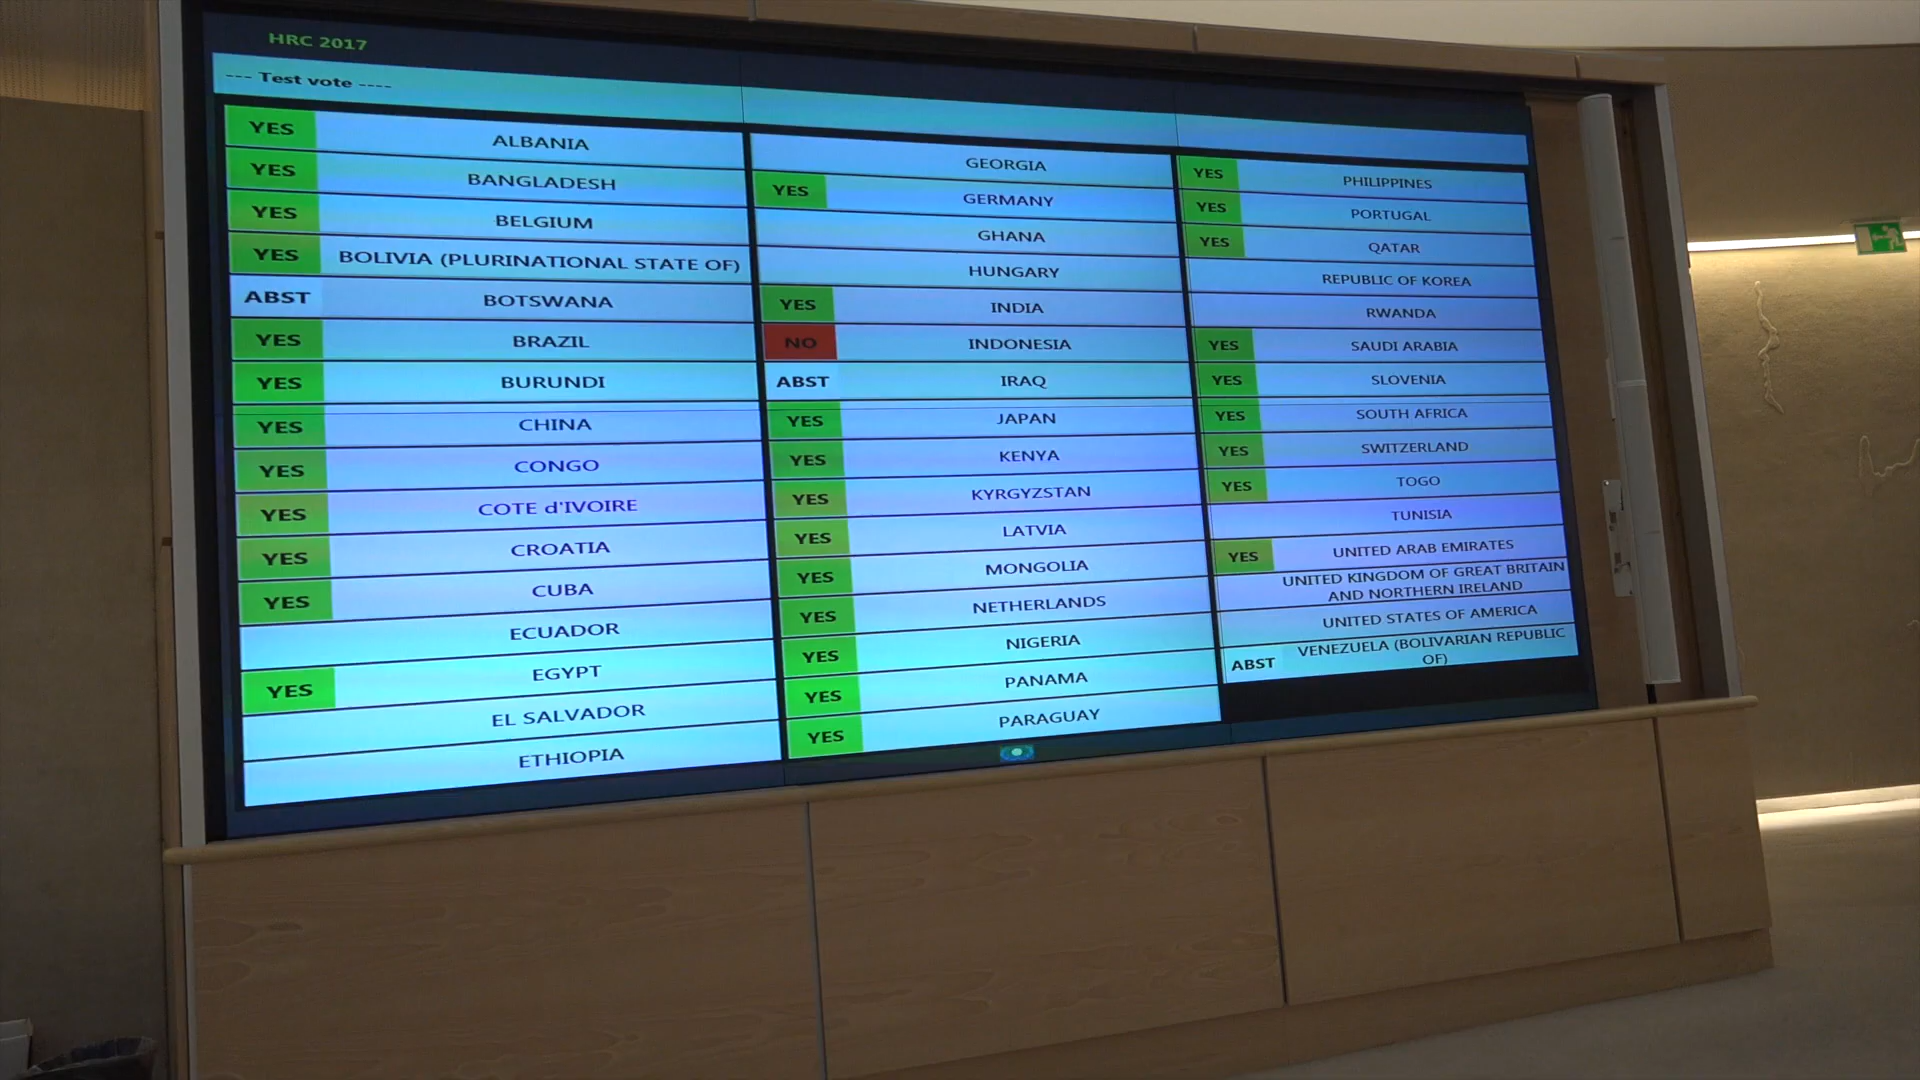 HRC 2017
--- Test vote ----
YES ALBANIA
YES BANGLADESH
YES BELGIUM
YES BOLIVIA (PLURINATIONAL STATE OF)
ABST BOTSWANA
YES BRAZIL
YES BURUNDI
YES CHINA
YES CONGO
YES COTE d'IVOIRE
YES CROATIA
YES CUBA
ECUADOR
YES EGYPT
EL SALVADOR
ETHIOPIA
GEORGIA
YES GERMANY
GHANA
HUNGARY
YES INDIA
NO INDONESIA
ABST IRAQ
YES JAPAN
YES KENYA
YES KYRGYZSTAN
YES LATVIA
YES MONGOLIA
YES NETHERLANDS
YES NIGERIA
YES PANAMA
YES PARAGUAY
YES PHILIPPINES
YES PORTUGAL
YES QATAR
REPUBLIC OF KOREA
RWANDA
YES SAUDI ARABIA
YES SLOVENIA
YES SOUTH AFRICA
YES SWITZERLAND
YES TOGO
TUNISIA
YES UNITED ARAB EMIRATES
UNITED KINGDOM OF GREAT BRITAIN
AND NORTHERN IRELAND
UNITED STATES OF AMERICA
ABST VENEZUELA (BOLIVARIAN REPUBLIC
OF)